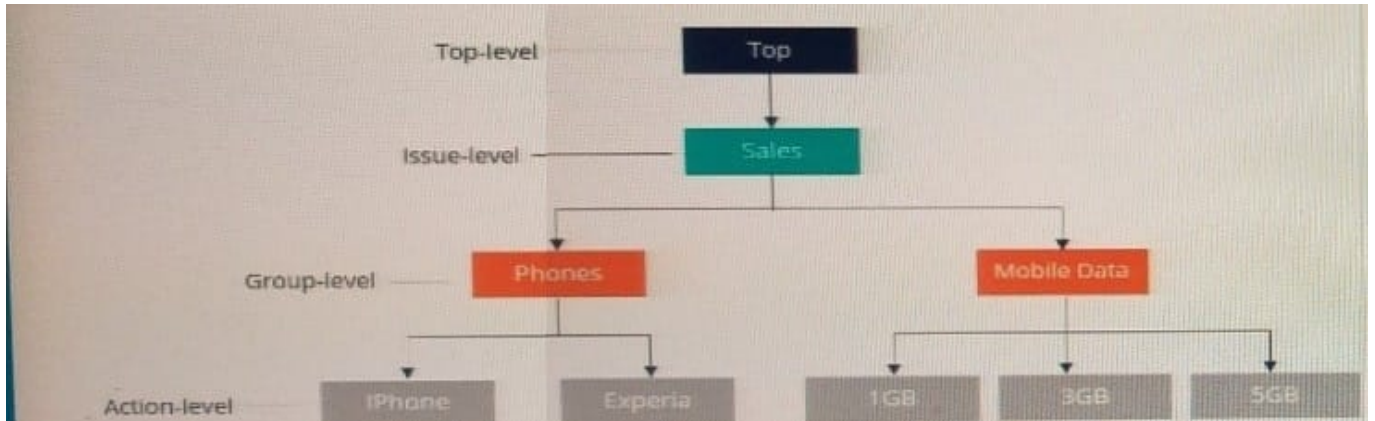 Top-level Top
Issue-level Sales
Group-level Phones Mobile Data
Action-level IPhone Experia 1GB 3GB 5GB